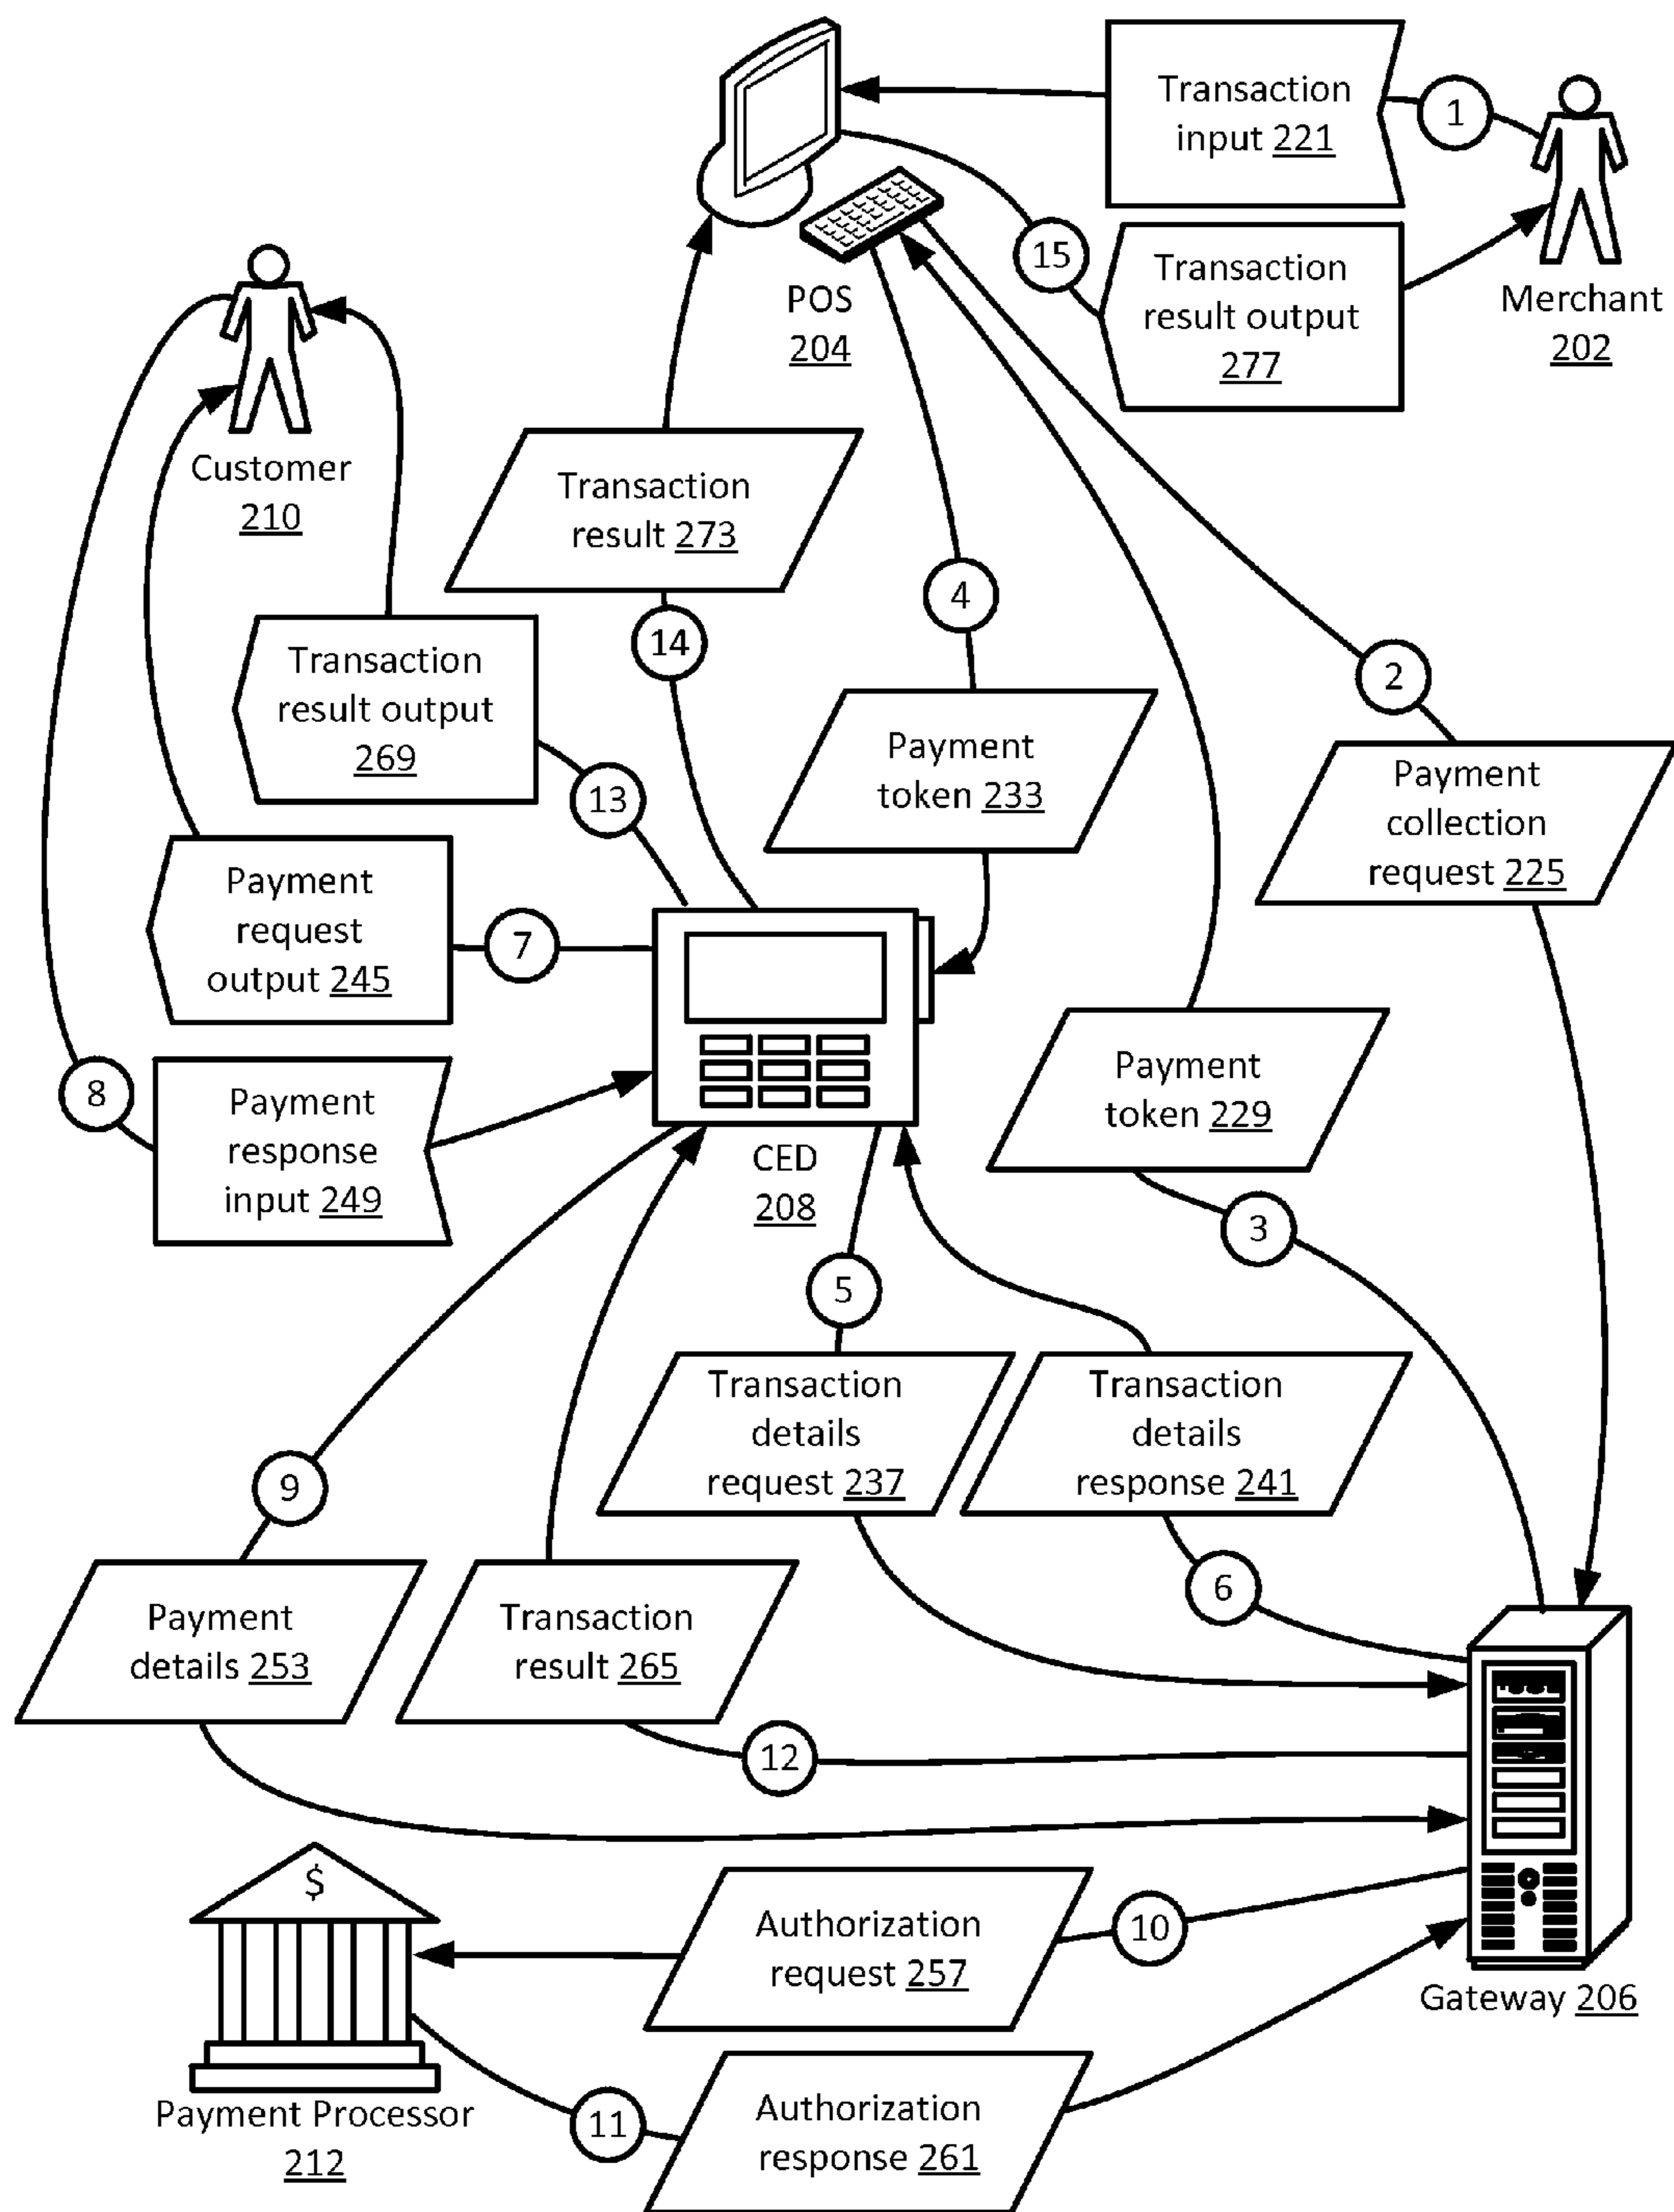 Transaction
input 221
1
Transaction
result output
277
15
Merchant
202
POS
204
Customer
210
Transaction
result 273
14
4
2
Transaction
result output
269
13
Payment
token 233
Payment
collection
request 225
Payment
request
output 245
7
8
Payment
response
input 249
CED
208
Payment
token 229
3
5
Transaction
details
request 237
Transaction
details
response 241
6
9
Payment
details 253
Transaction
result 265
12
$
Payment Processor
212
Authorization
request 257
10
Gateway 206
11
Authorization
response 261